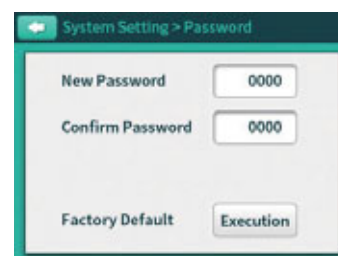 System Setting > Password
New Password 0000
Confirm Password 0000
Factory Default Execution